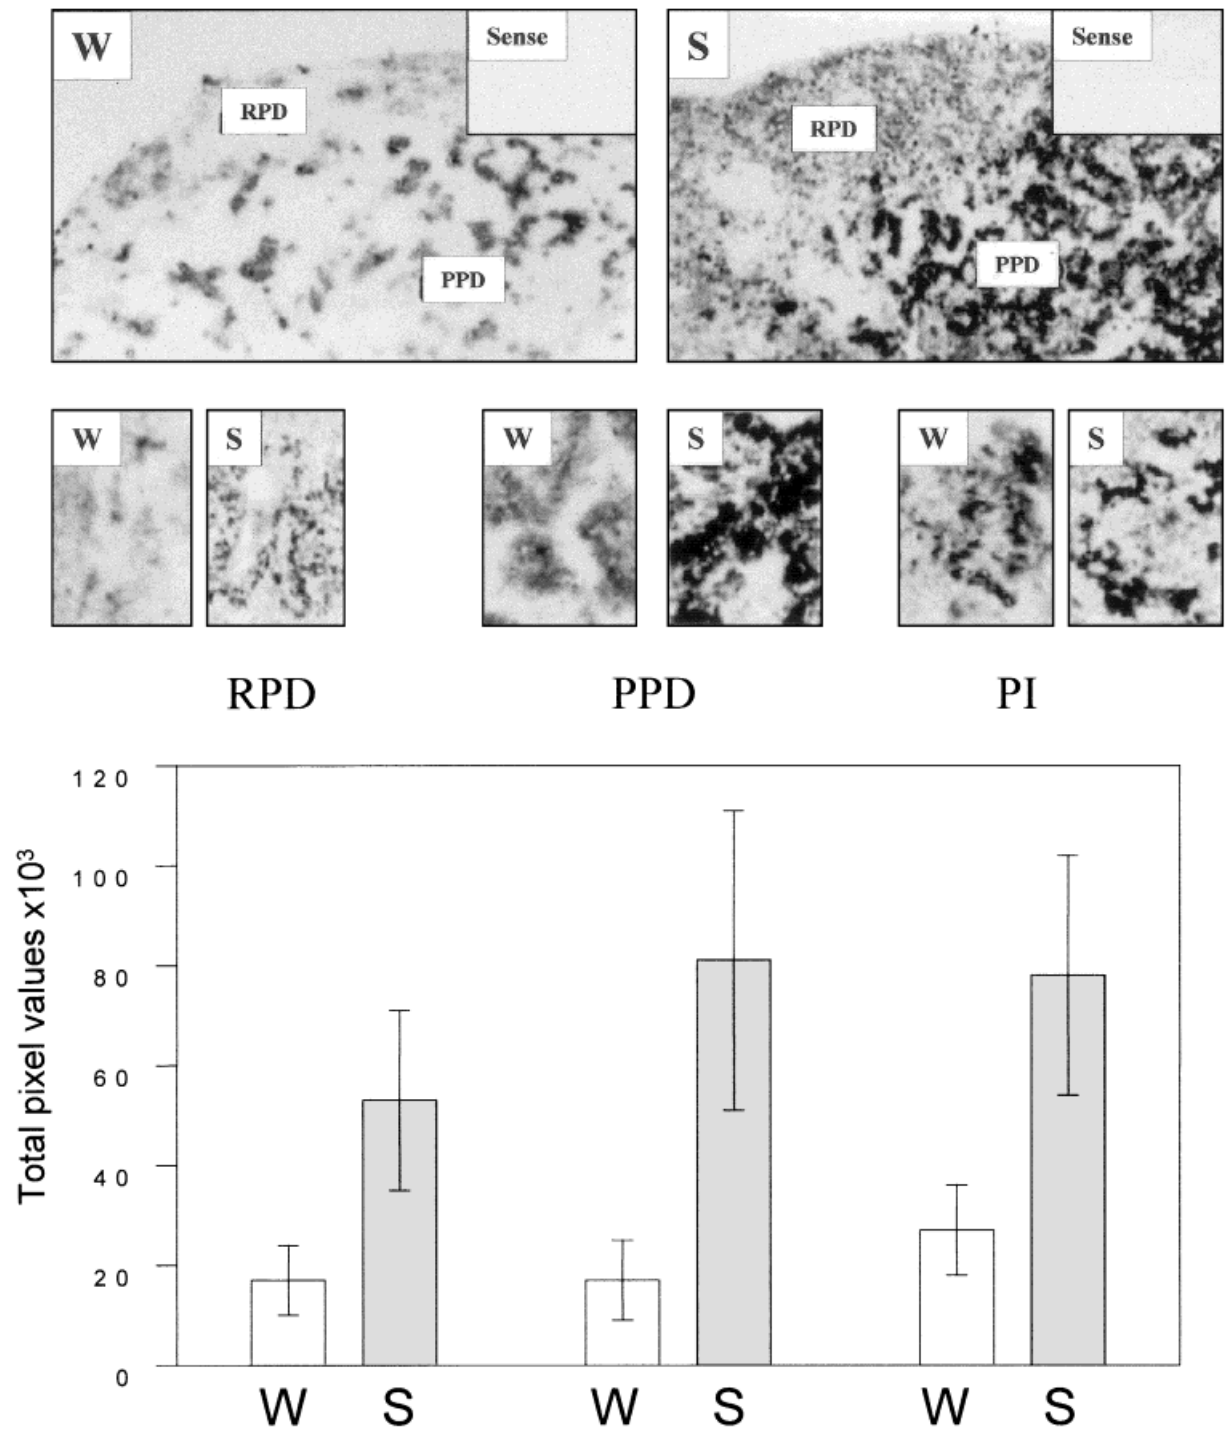 W
Sense
RPD
PPD
S
Sense
RPD
PPD
W
S
W
S
W
S
RPD
PPD
PI
Total pixel values x10³
120
100
80
60
40
20
0
W
S
W
S
W
S